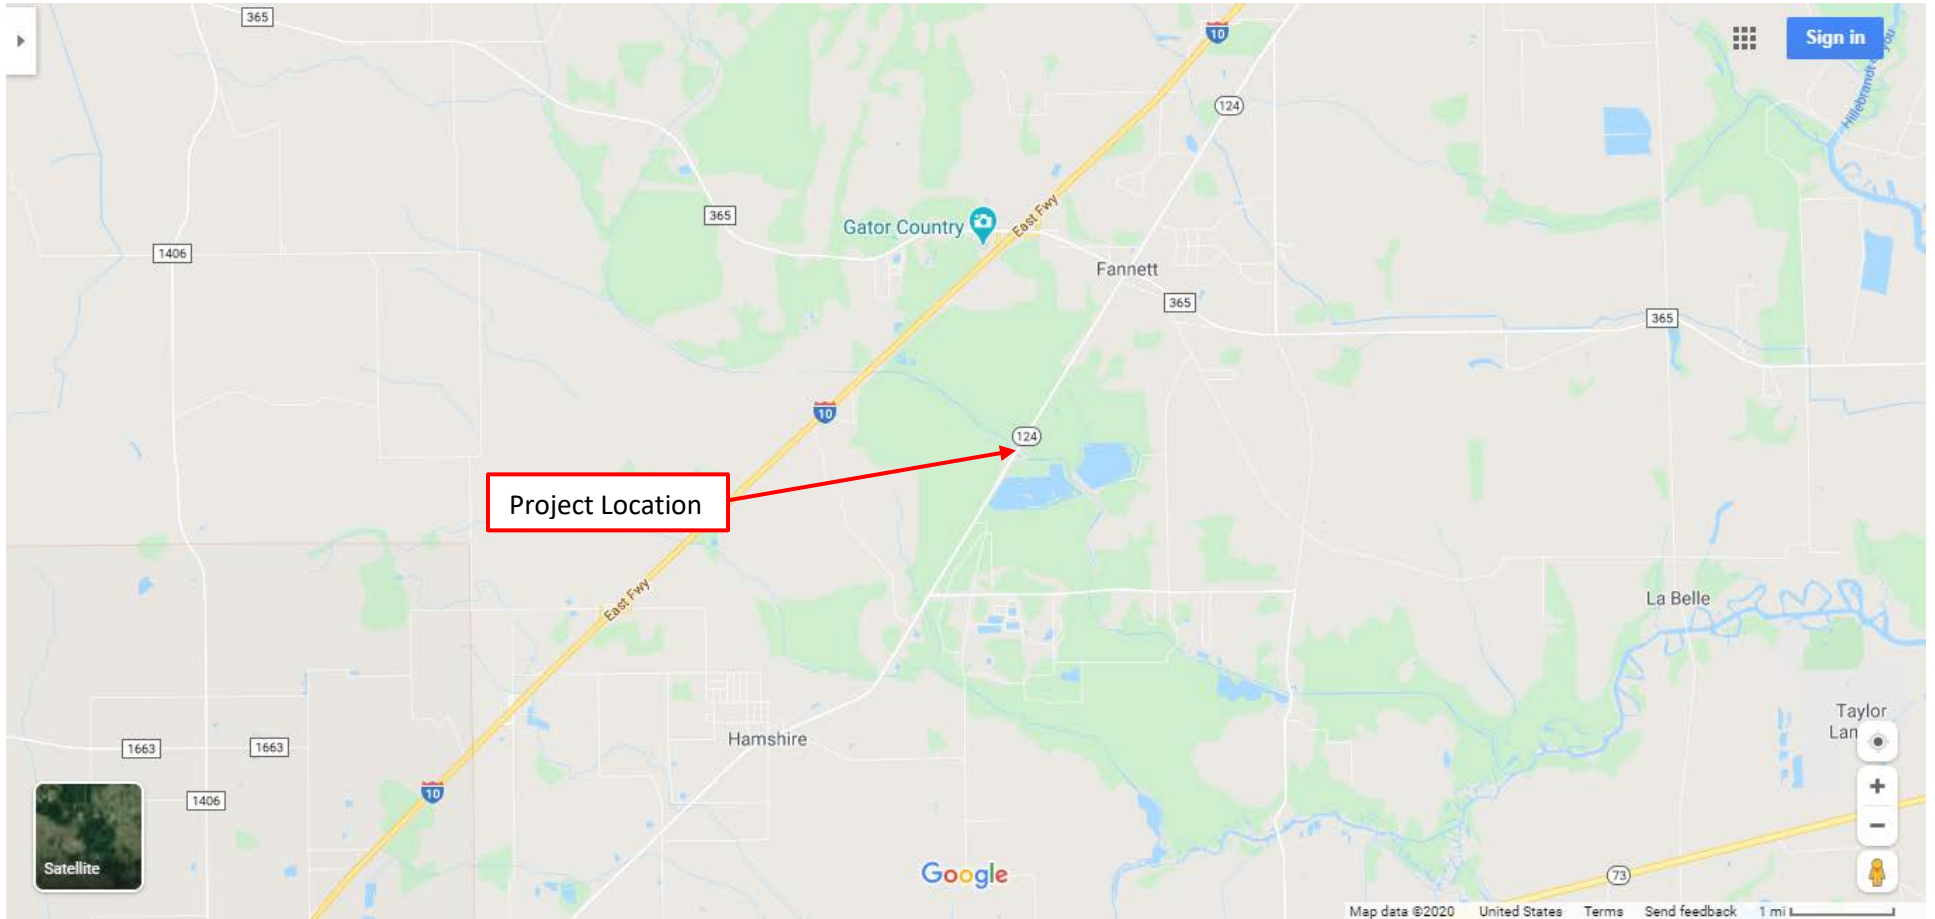 365
10
Sign in
Hillebrandt
you
124
365
Gator Country
East Fwy
1406
Fannett
365
365
10
124
Project Location
East Fwy
La Belle
Taylor
Lan
Hamshire
1663
1663
10
1406
Satellite
Google
73
Map data ©2020 United States Terms Send feedback 1 mi